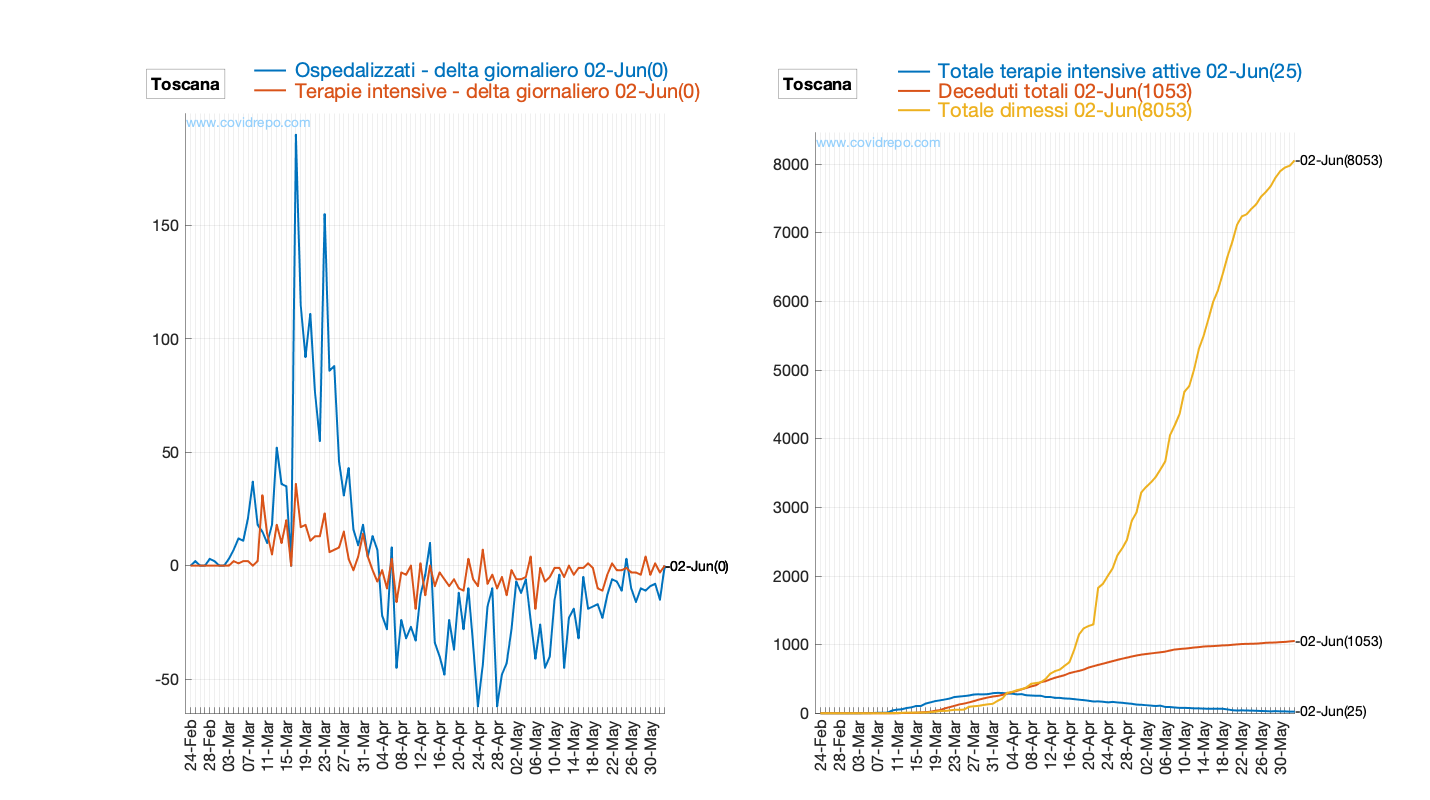 Toscana
Ospedalizzati - delta giornaliero 02-Jun(0)
Terapie intensive - delta giornaliero 02-Jun(0)
www.covidrepo.com
150
100
50
0
-50
-02-Jun(0)
24-Feb
28-Feb
03-Mar
07-Mar
11-Mar
15-Mar
19-Mar
23-Mar
27-Mar
31-Mar
04-Apr
08-Apr
12-Apr
16-Apr
20-Apr
24-Apr
28-Apr
02-May
06-May
10-May
14-May
18-May
22-May
26-May
30-May
Toscana
Totale terapie intensive attive 02-Jun(25)
Deceduti totali 02-Jun(1053)
Totale dimessi 02-Jun(8053)
www.covidrepo.com
8000
7000
6000
5000
4000
3000
2000
1000
0
-02-Jun(8053)
-02-Jun(1053)
-02-Jun(25)
24-Feb
28-Feb
03-Mar
07-Mar
11-Mar
15-Mar
19-Mar
23-Mar
27-Mar
31-Mar
04-Apr
08-Apr
12-Apr
16-Apr
20-Apr
24-Apr
28-Apr
02-May
06-May
10-May
14-May
18-May
22-May
26-May
30-May